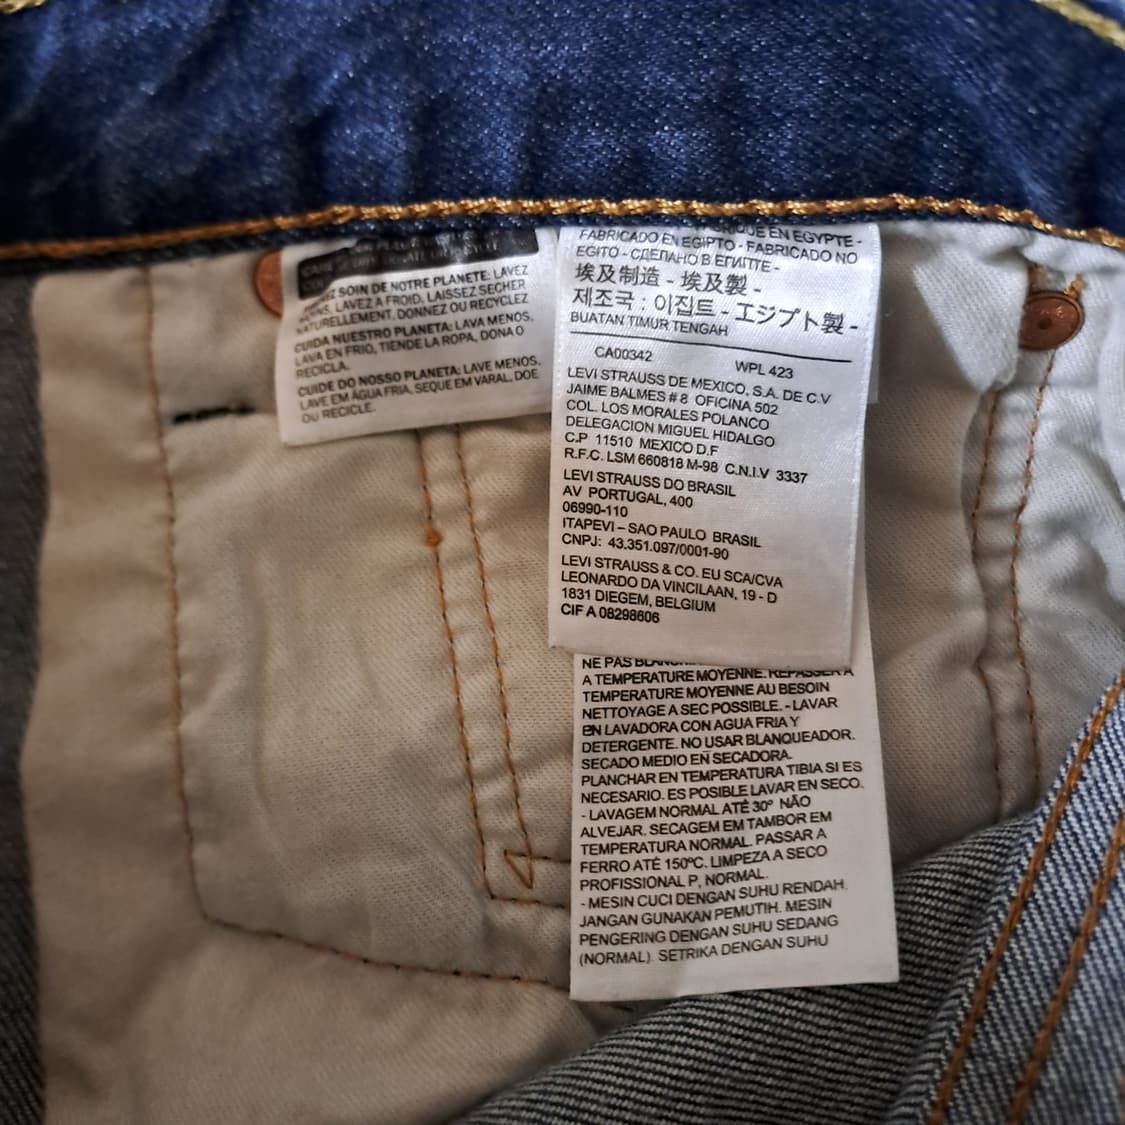 SOIN DE NOTRE PLANETE: LAVEZ
LAVEZ A FROID, LAISSEZ SECHER
NATURELLEMENT. DONNEZ OU RECYCLEZ
CUIDA NUESTRO PLANETA: LAVA MENOS.
LAVA EN FRIO, TIENDE LA ROPA, DONA O
RECICLA.
CUIDE DO NOSSO PLANETA: LAVE MENOS.
LAVE EM ÁGUA FRIA, SEQUE EM VARAL, DOE
OU RECICLE.
EN EGYPTE -
FABRICADO EN EGIPTO - FABRICADO NO
EGITO - СДЕЛАНО В ЕГИПТЕ -
埃及制造 - 埃及製 -
제조국 : 이집트 - エジプト製 -
BUATAN TIMUR TENGAH
CA00342 WPL 423
LEVI STRAUSS DE MEXICO, S.A. DE C.V
JAIME BALMES # 8 OFICINA 502
COL. LOS MORALES POLANCO
DELEGACION MIGUEL HIDALGO
C.P 11510 MEXICO D.F
R.F.C. LSM 660818 M-98 C.N.I.V 3337
LEVI STRAUSS DO BRASIL
AV PORTUGAL, 400
06990-110
ITAPEVI – SAO PAULO BRASIL
CNPJ: 43.351.097/0001-90
LEVI STRAUSS & CO. EU SCA/CVA
LEONARDO DA VINCILAAN, 19 - D
1831 DIEGEM, BELGIUM
CIF A 08298606
NE PAS
A TEMPERATURE MOYENNE. REPASSER A
TEMPERATURE MOYENNE AU BESOIN
NETTOYAGE A SEC POSSIBLE. - LAVAR
EN LAVADORA CON AGUA FRIA Y
DETERGENTE. NO USAR BLANQUEADOR.
SECADO MEDIO EN SECADORA.
PLANCHAR EN TEMPERATURA TIBIA SI ES
NECESARIO. ES POSIBLE LAVAR EN SECO.
- LAVAGEM NORMAL ATÉ 30º NÃO
ALVEJAR. SECAGEM EM TAMBOR EM
TEMPERATURA NORMAL. PASSAR A
FERRO ATÉ 150ºC. LIMPEZA A SECO
PROFISSIONAL P, NORMAL.
- MESIN CUCI DENGAN SUHU RENDAH.
JANGAN GUNAKAN PEMUTIH. MESIN
PENGERING DENGAN SUHU SEDANG
(NORMAL). SETRIKA DENGAN SUHU